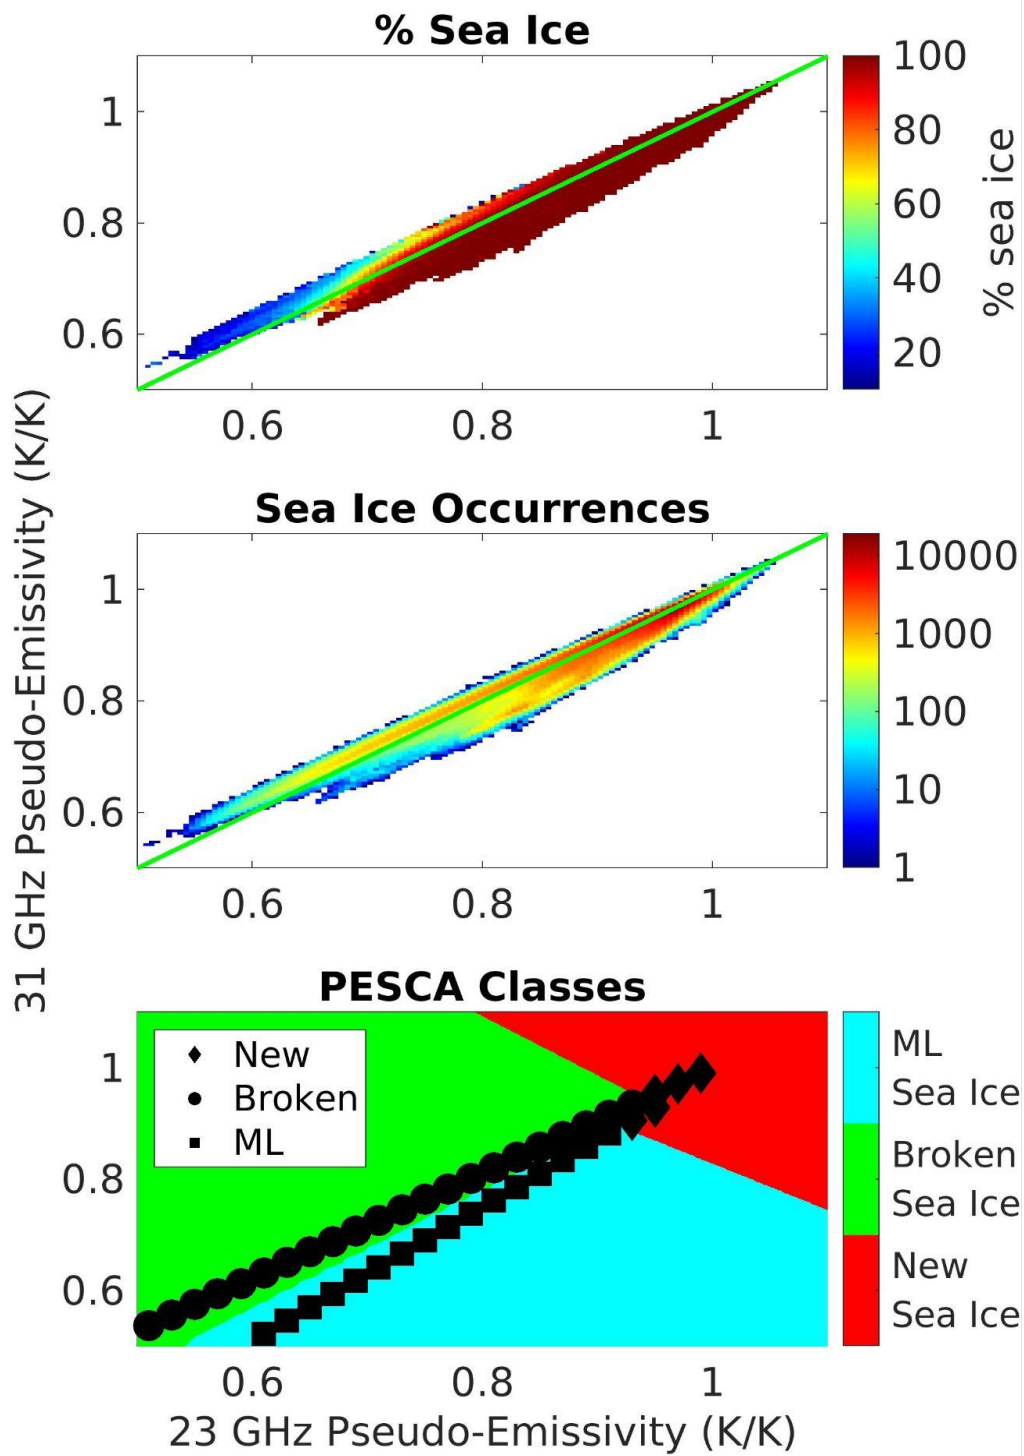 % Sea Ice
1
0.8
0.6
0.6 0.8 1
100
80
60
40
20
% sea ice
31 GHz Pseudo-Emissivity (K/K)
Sea Ice Occurrences
1
0.8
0.6
0.6 0.8 1
10000
1000
100
10
1
PESCA Classes
New
Broken
ML
1
0.8
0.6
0.6 0.8 1
ML
Sea Ice
Broken
Sea Ice
New
Sea Ice
23 GHz Pseudo-Emissivity (K/K)